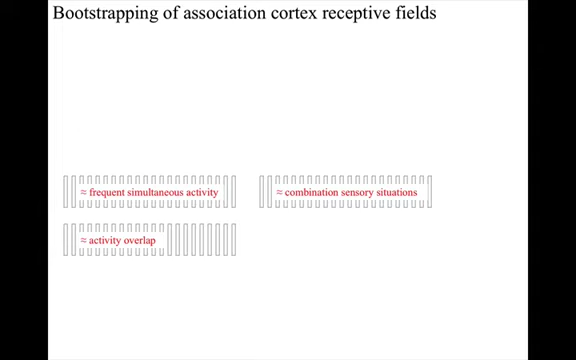 Bootstrapping of association cortex receptive fields
≈ frequent simultaneous activity
≈ combination sensory situations
≈ activity overlap